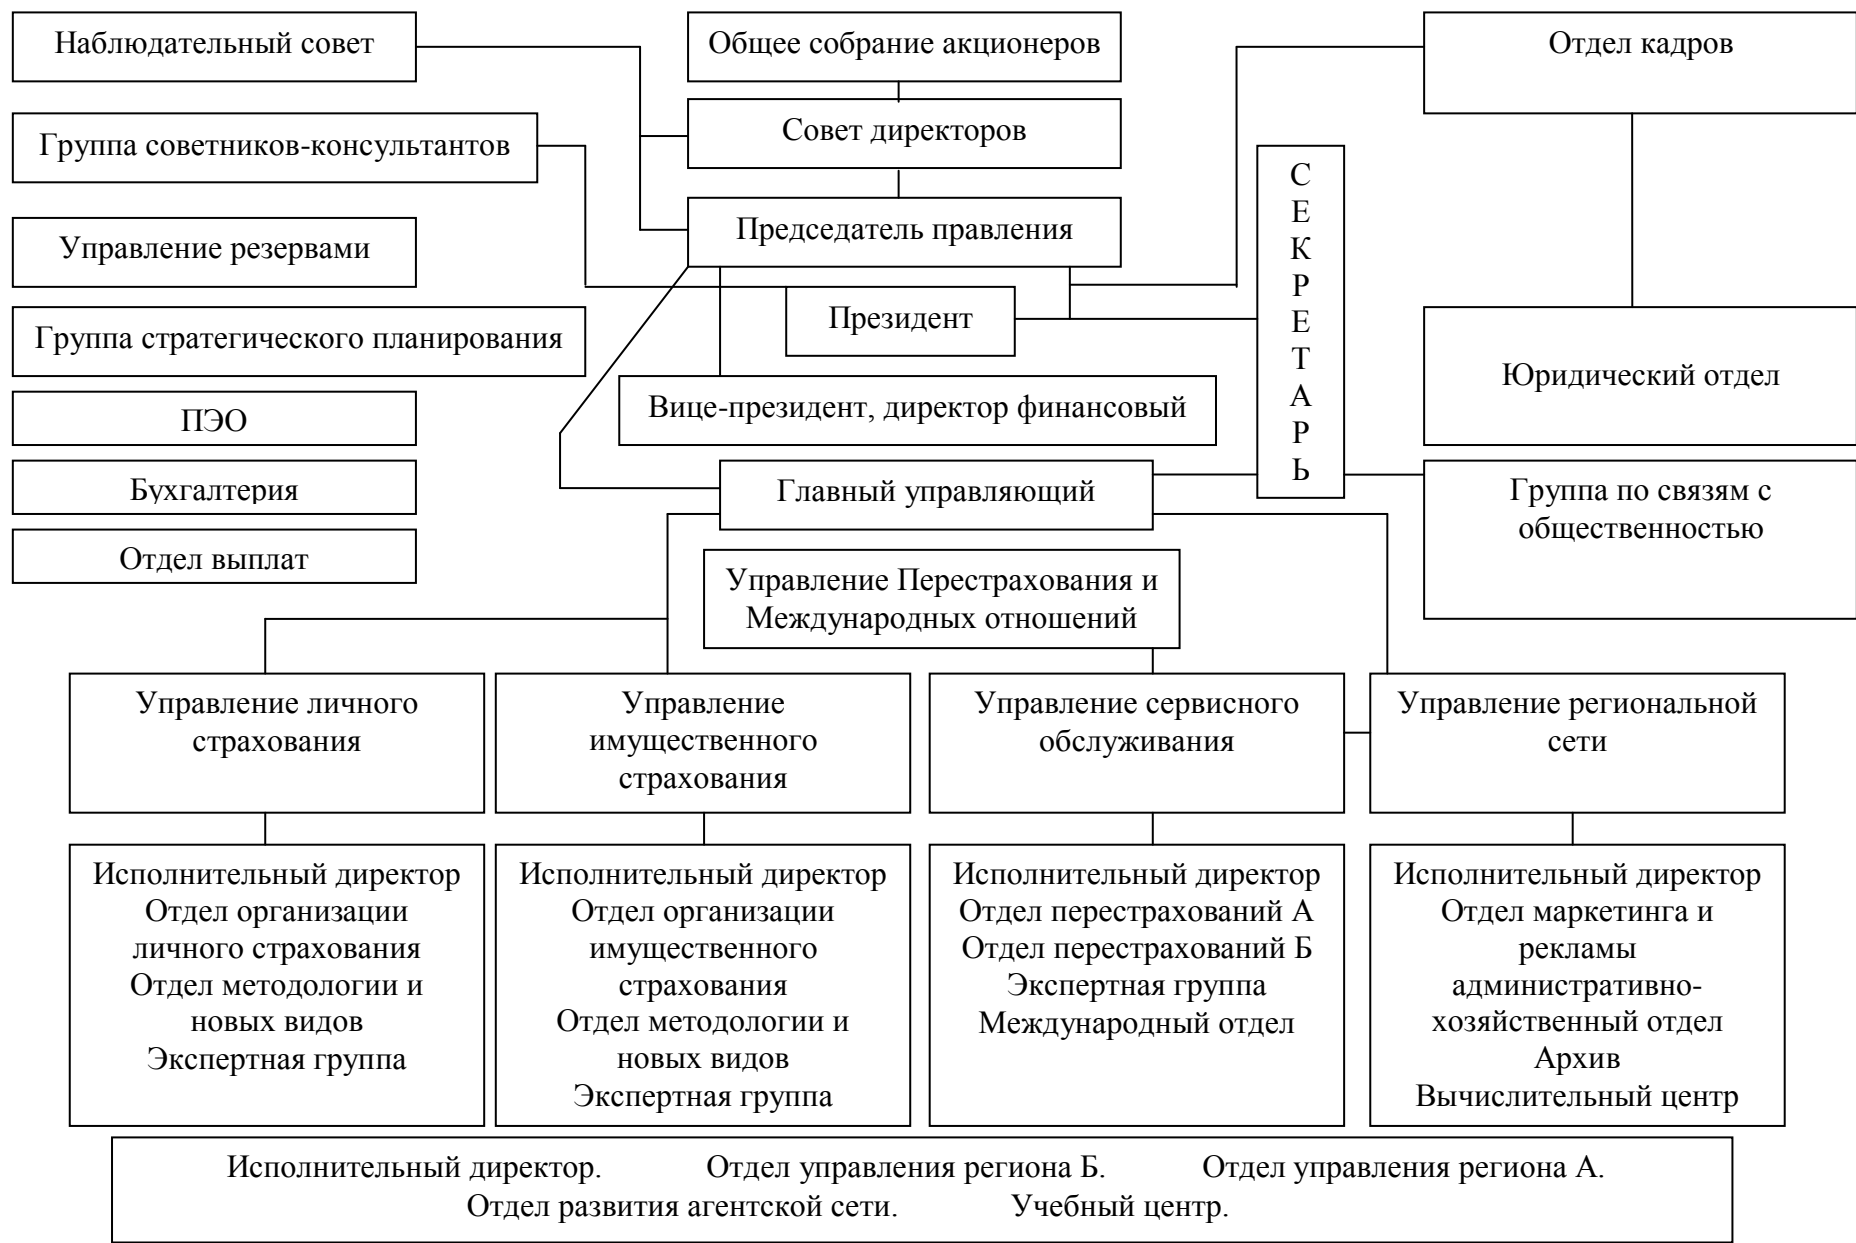 Наблюдательный совет
Общее собрание акционеров
Отдел кадров
Группа советников-консультантов
Совет директоров
СЕКРЕТАРЬ
Управление резервами
Председатель правления
Группа стратегического планирования
Президент
Юридический отдел
ПЭО
Вице-президент, директор финансовый
Бухгалтерия
Главный управляющий
Группа по связям с
общественностью
Отдел выплат
Управление Перестрахования и
Международных отношений
Управление личного
страхования
Управление
имущественного
страхования
Управление сервисного
обслуживания
Управление региональной
сети
Исполнительный директор
Отдел организации
личного страхования
Отдел методологии и
новых видов
Экспертная группа
Исполнительный директор
Отдел организации
имущественного
страхования
Отдел методологии и
новых видов
Экспертная группа
Исполнительный директор
Отдел перестрахований А
Отдел перестрахований Б
Экспертная группа
Международный отдел
Исполнительный директор
Отдел маркетинга и
рекламы
административно-
хозяйственный отдел
Архив
Вычислительный центр
Исполнительный директор. Отдел управления региона Б. Отдел управления региона А.
Отдел развития агентской сети. Учебный центр.